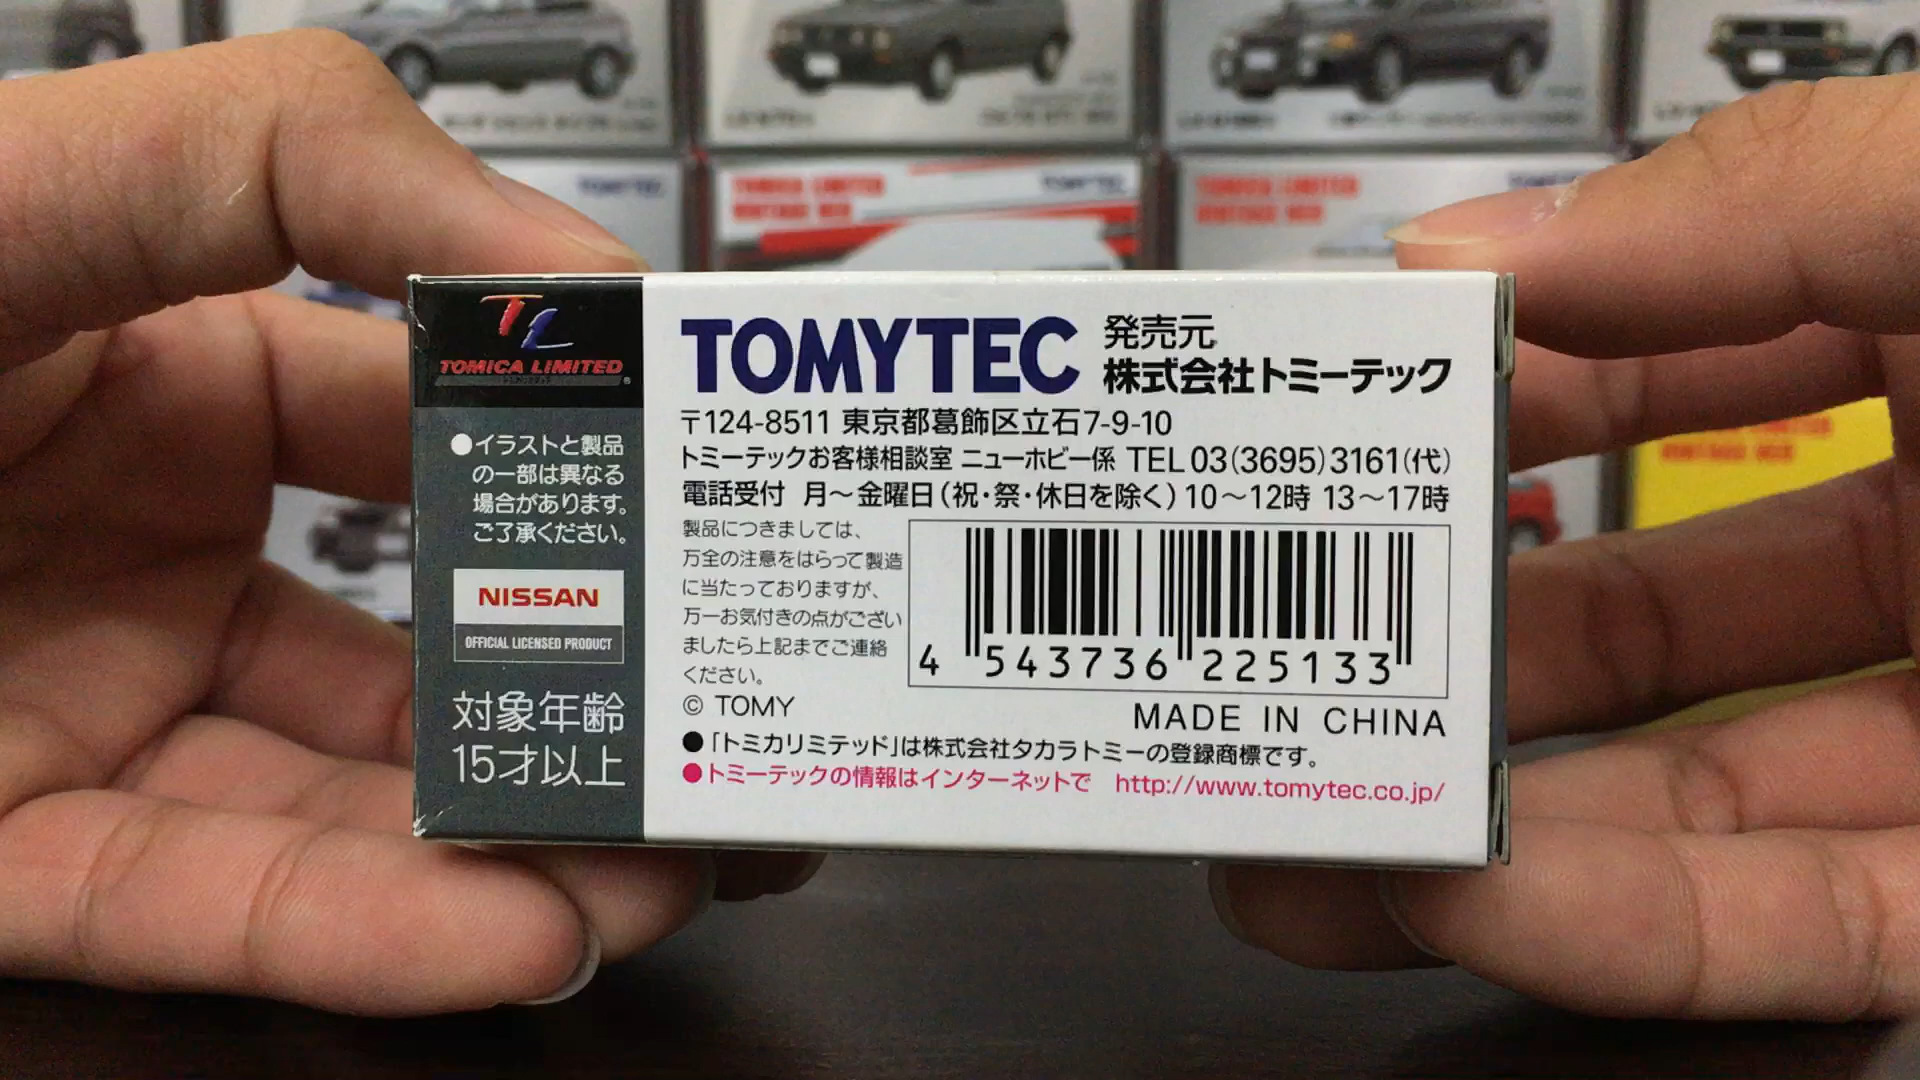 TOMYTEC
TOMICA LIMITED
TOMYTEC
TOMICA LIMITED
VINTAGE NEO
TL
TOMICA LIMITED
●イラストと製品
の一部は異なる
場合があります。
ご了承ください。
NISSAN
OFFICIAL LICENSED PRODUCT
対象年齢
15才以上
TOMYTEC
発売元
株式会社トミーテック
〒124-8511 東京都葛飾区立石7-9-10
トミーテックお客様相談室 ニューホビー係 TEL 03(3695)3161(代)
電話受付 月～金曜日(祝・祭・休日を除く)10～12時 13～17時
製品につきましては、
万全の注意をはらって製造
に当たっておりますが、
万一お気付きの点がござい
ましたら上記までご連絡
ください。
4 543736 225133
© TOMY
MADE IN CHINA
●「トミカリミテッド」は株式会社タカラトミーの登録商標です。
●トミーテックの情報はインターネットで http://www.tomytec.co.jp/